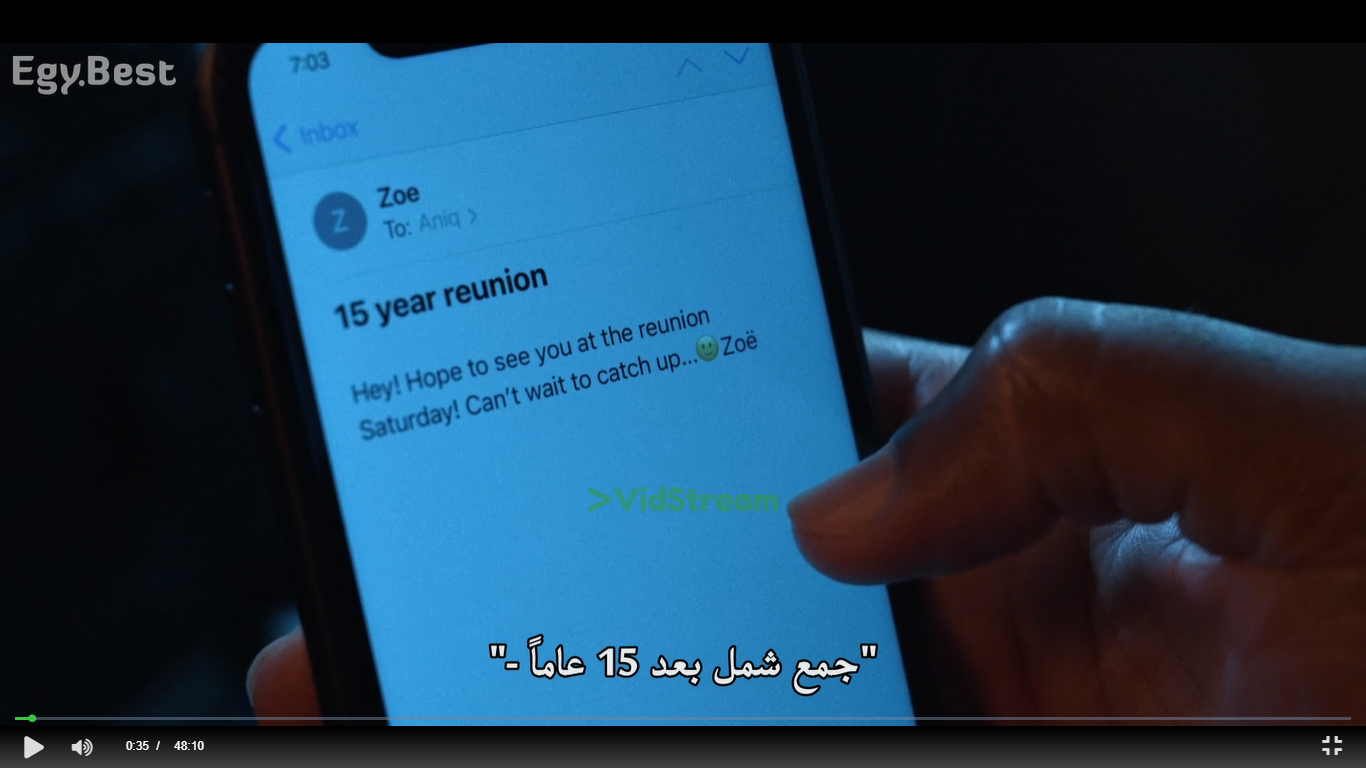 Egy.Best
7:03
Inbox
Z
Zoe
To: Aniq
15 year reunion
Hey! Hope to see you at the reunion
Saturday! Can't wait to catch up...🙂Zoë
>VidStream
"جمع شمل بعد 15 عاماً -"
0:35 / 48:10